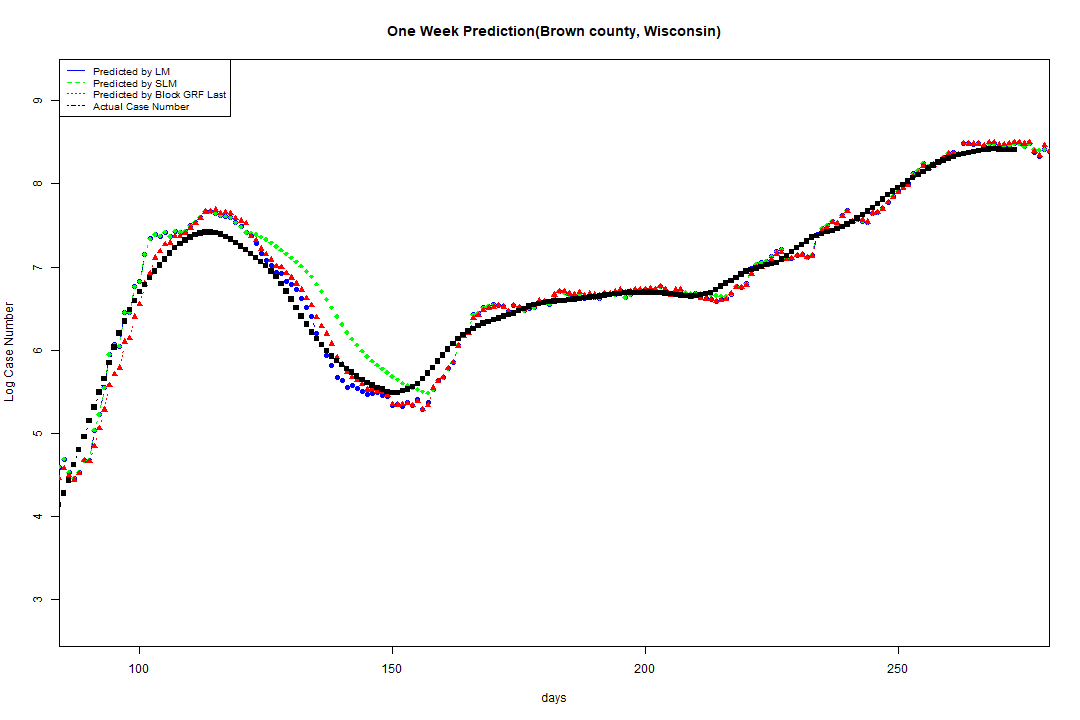 One Week Prediction(Brown county, Wisconsin)
Predicted by LM
Predicted by SLM
Predicted by Block GRF Last
Actual Case Number
9
8
7
6
5
4
3
Log Case Number
100 150 200 250
days